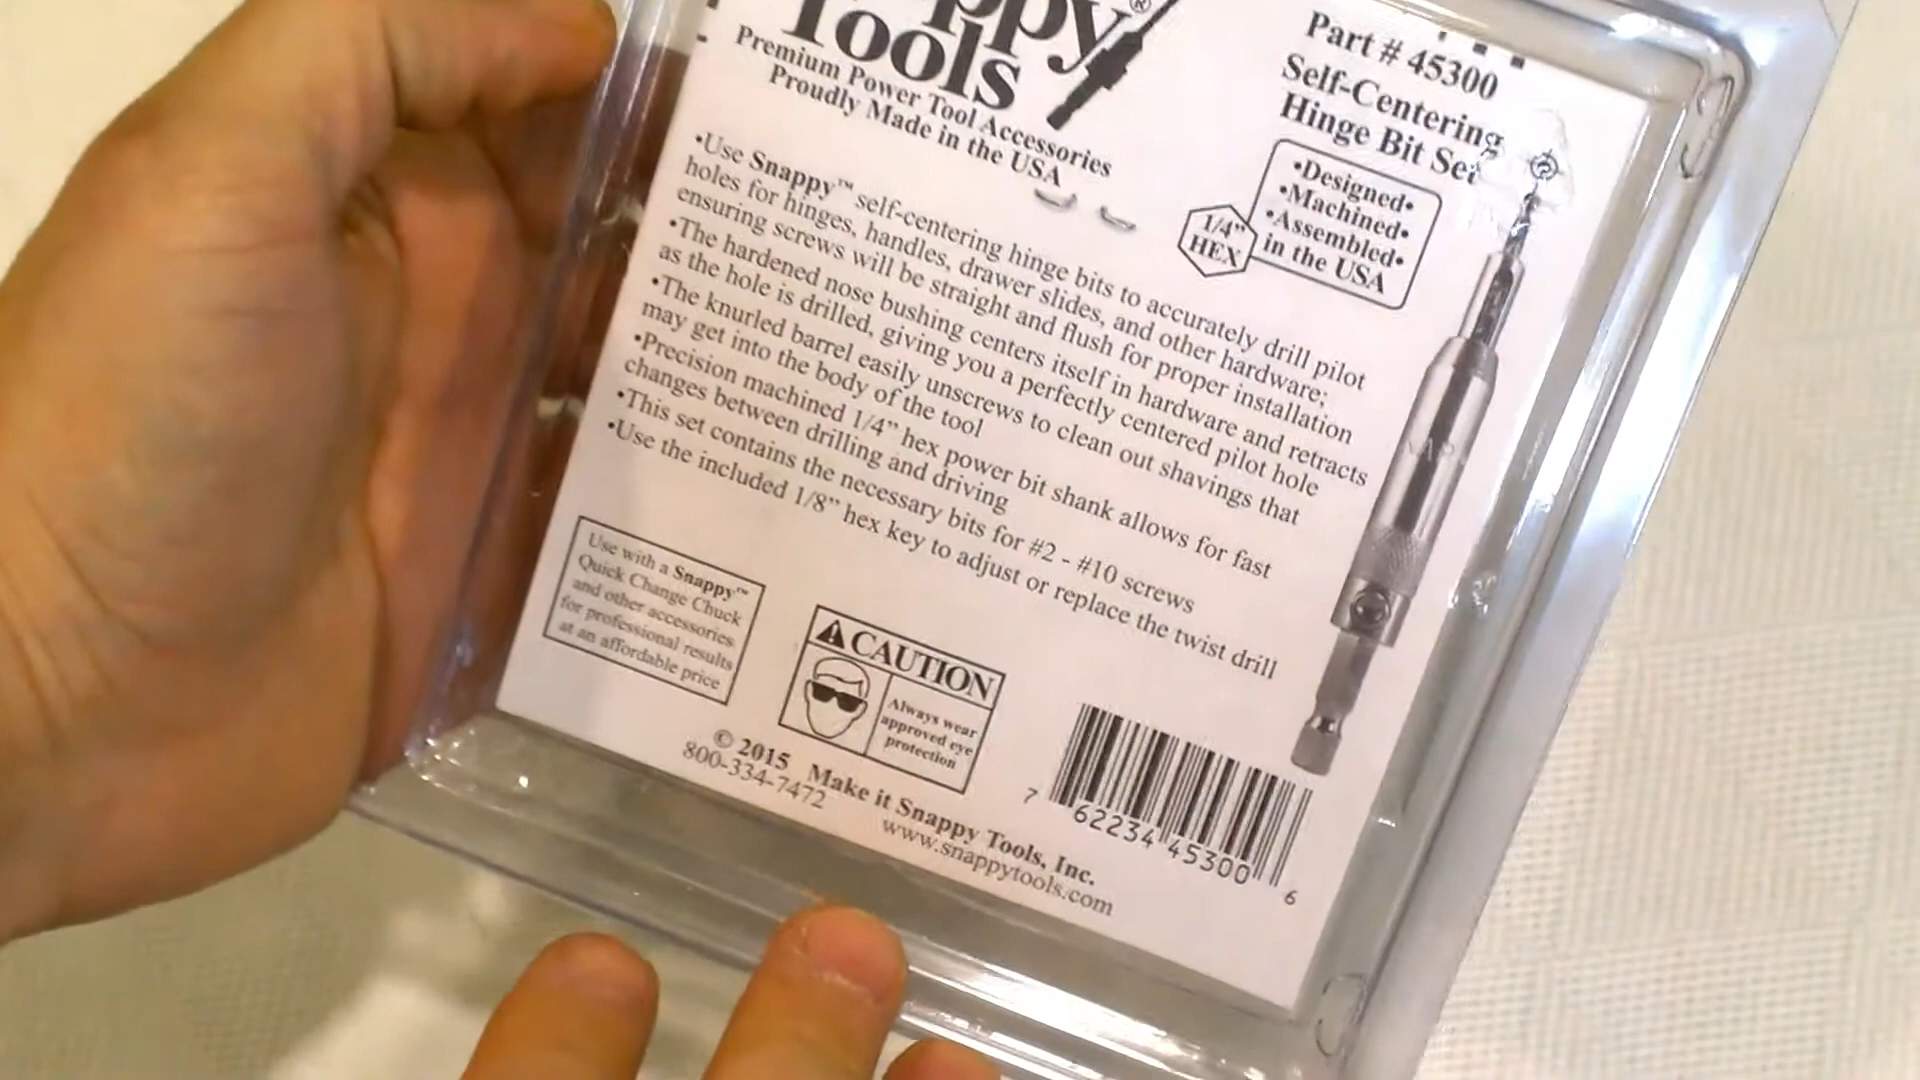 Tools
Premium Power Tool Accessories
Proudly Made in the USA
Part # 45300
Self-Centering
Hinge Bit Set
•Designed•
•Machined•
•Assembled•
in the USA
1/4”
HEX
•Use Snappy™ self-centering hinge bits to accurately drill pilot
holes for hinges, handles, drawer slides, and other hardware;
ensuring screws will be straight and flush for proper installation
•The hardened nose bushing centers itself in hardware and retracts
as the hole is drilled, giving you a perfectly centered pilot hole
•The knurled barrel easily unscrews to clean out shavings that
may get into the body of the tool
•Precision machined 1/4” hex power bit shank allows for fast
changes between drilling and driving
•This set contains the necessary bits for #2 - #10 screws
•Use the included 1/8” hex key to adjust or replace the twist drill
Use with a Snappy™
Quick Change Chuck
and other accessories
for professional results
at an affordable price
CAUTION
Always wear
approved eye
protection
© 2015 Make it Snappy Tools, Inc.
800-334-7472 www.snappytools.com
7 62234 45300 6